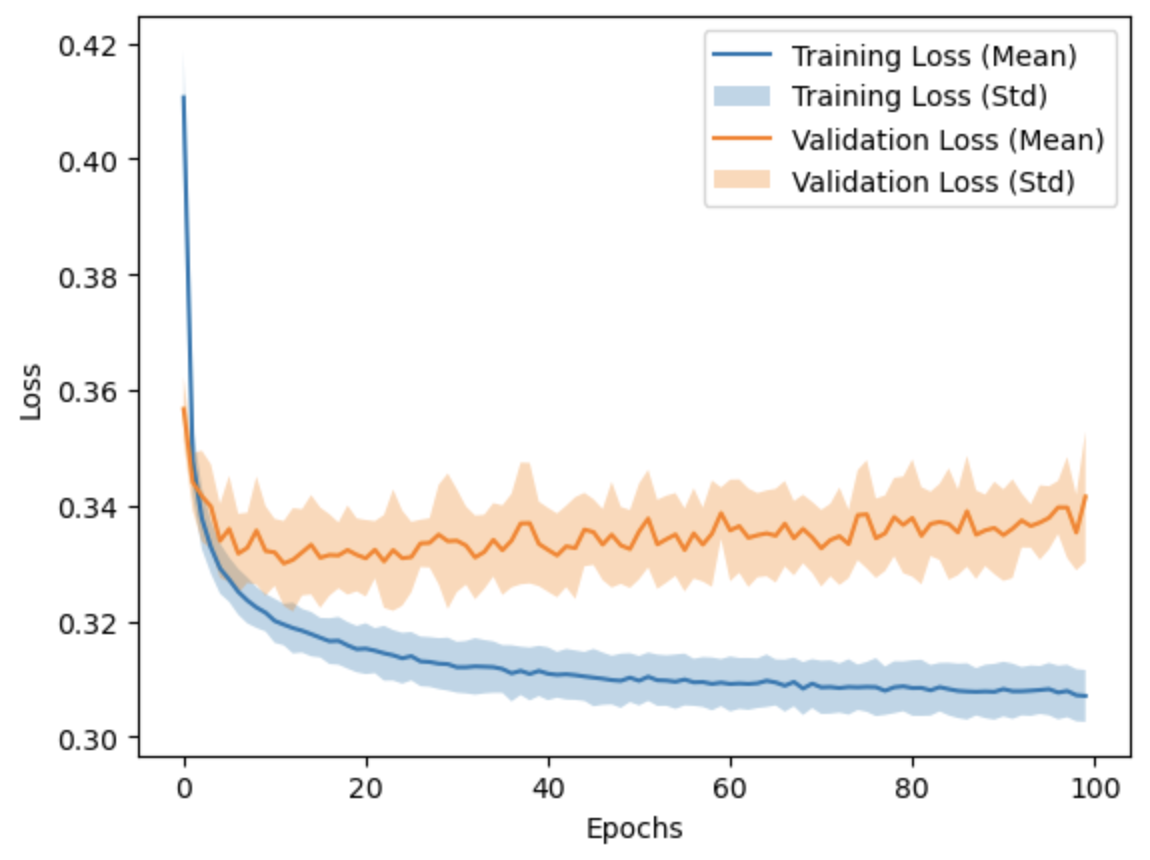 Training Loss (Mean)
Training Loss (Std)
Validation Loss (Mean)
Validation Loss (Std)
Loss
0.42
0.40
0.38
0.36
0.34
0.32
0.30
0 20 40 60 80 100
Epochs